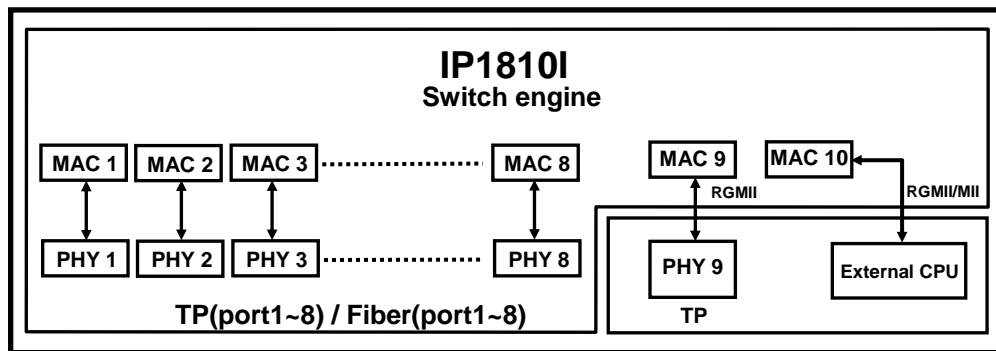 IP1810I
Switch engine
MAC 1 MAC 2 MAC 3 MAC 8 MAC 9 MAC 10
RGMII RGMII/MII
PHY 1 PHY 2 PHY 3 PHY 8 PHY 9 External CPU
TP(port1~8) / Fiber(port1~8) TP